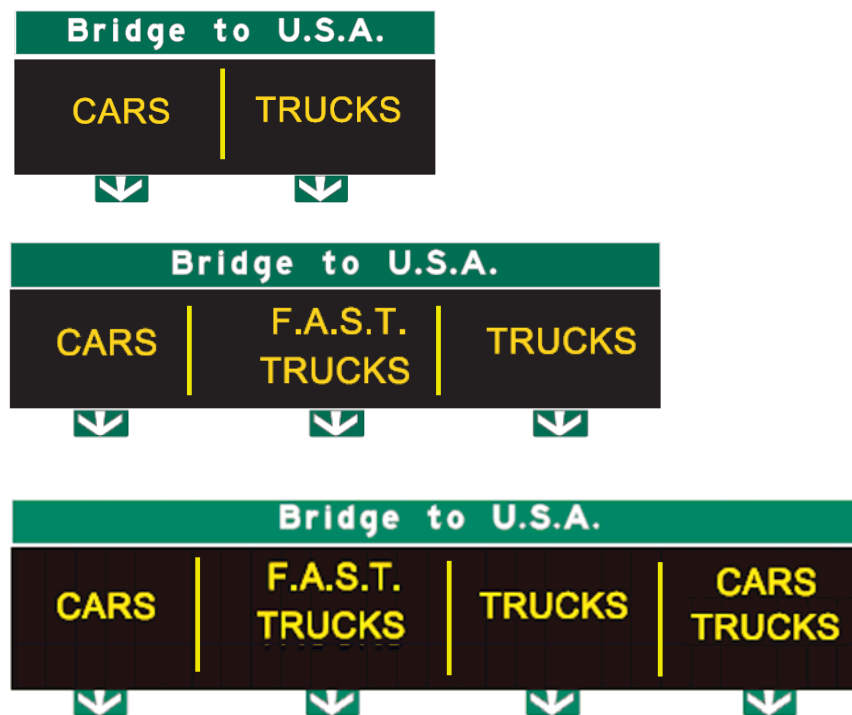 Bridge to U.S.A.
CARS TRUCKS
Bridge to U.S.A.
CARS F.A.S.T. TRUCKS TRUCKS
Bridge to U.S.A.
CARS F.A.S.T. TRUCKS TRUCKS CARS TRUCKS